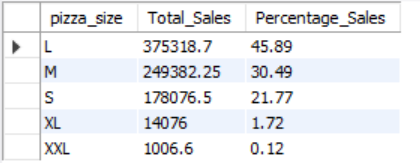 pizza_size Total_Sales Percentage_Sales
L 375318.7 45.89
M 249382.25 30.49
S 178076.5 21.77
XL 14076 1.72
XXL 1006.6 0.12